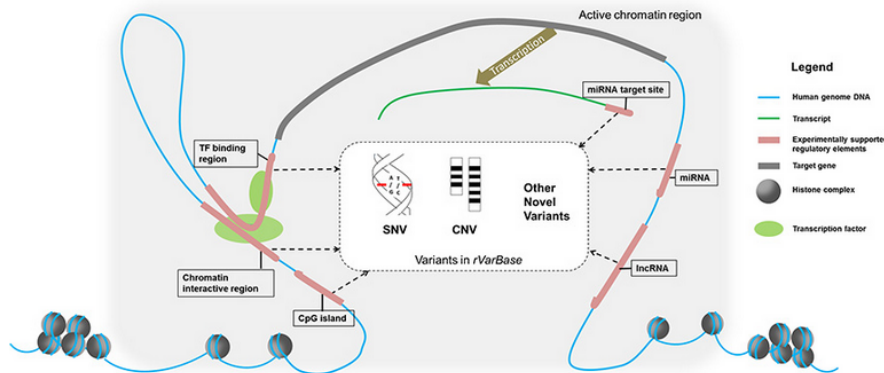 Active chromatin region
Transcription
miRNA target site
TF binding
region
miRNA
SNV
CNV
Other
Novel
Variants
Variants in rVarBase
lncRNA
Chromatin
interactive region
CpG island
A T
G C
Legend
Human genome DNA
Transcript
Experimentally supporte
regulatory elements
Target gene
Histone complex
Transcription factor